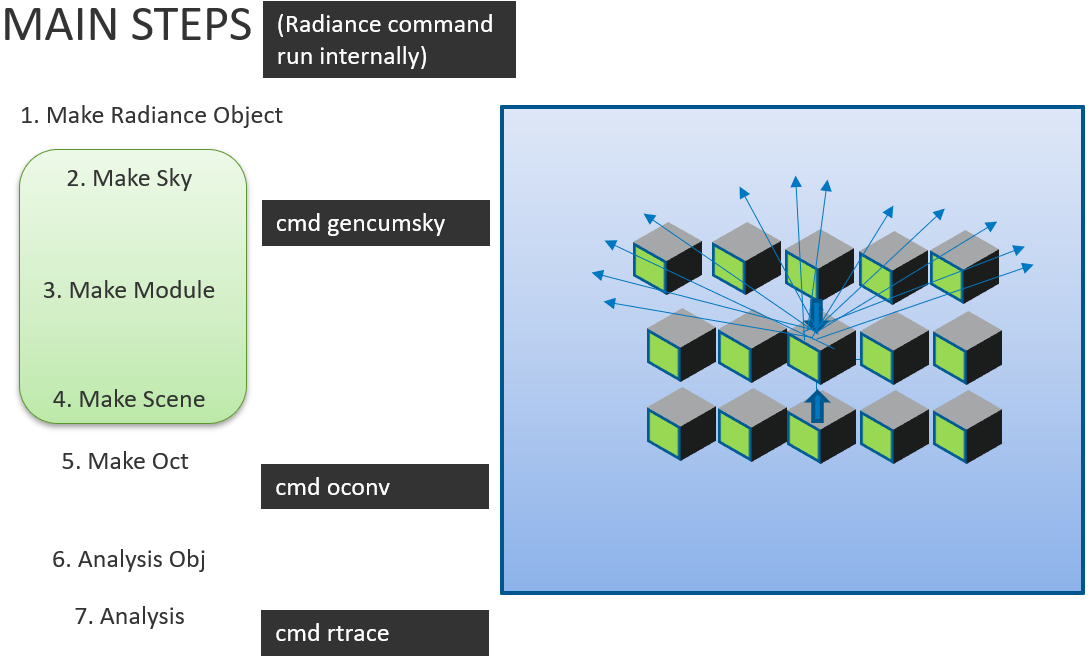 MAIN STEPS
(Radiance command
run internally)
1. Make Radiance Object
2. Make Sky
cmd gencumsky
3. Make Module
4. Make Scene
5. Make Oct
cmd oconv
6. Analysis Obj
7. Analysis
cmd rtrace